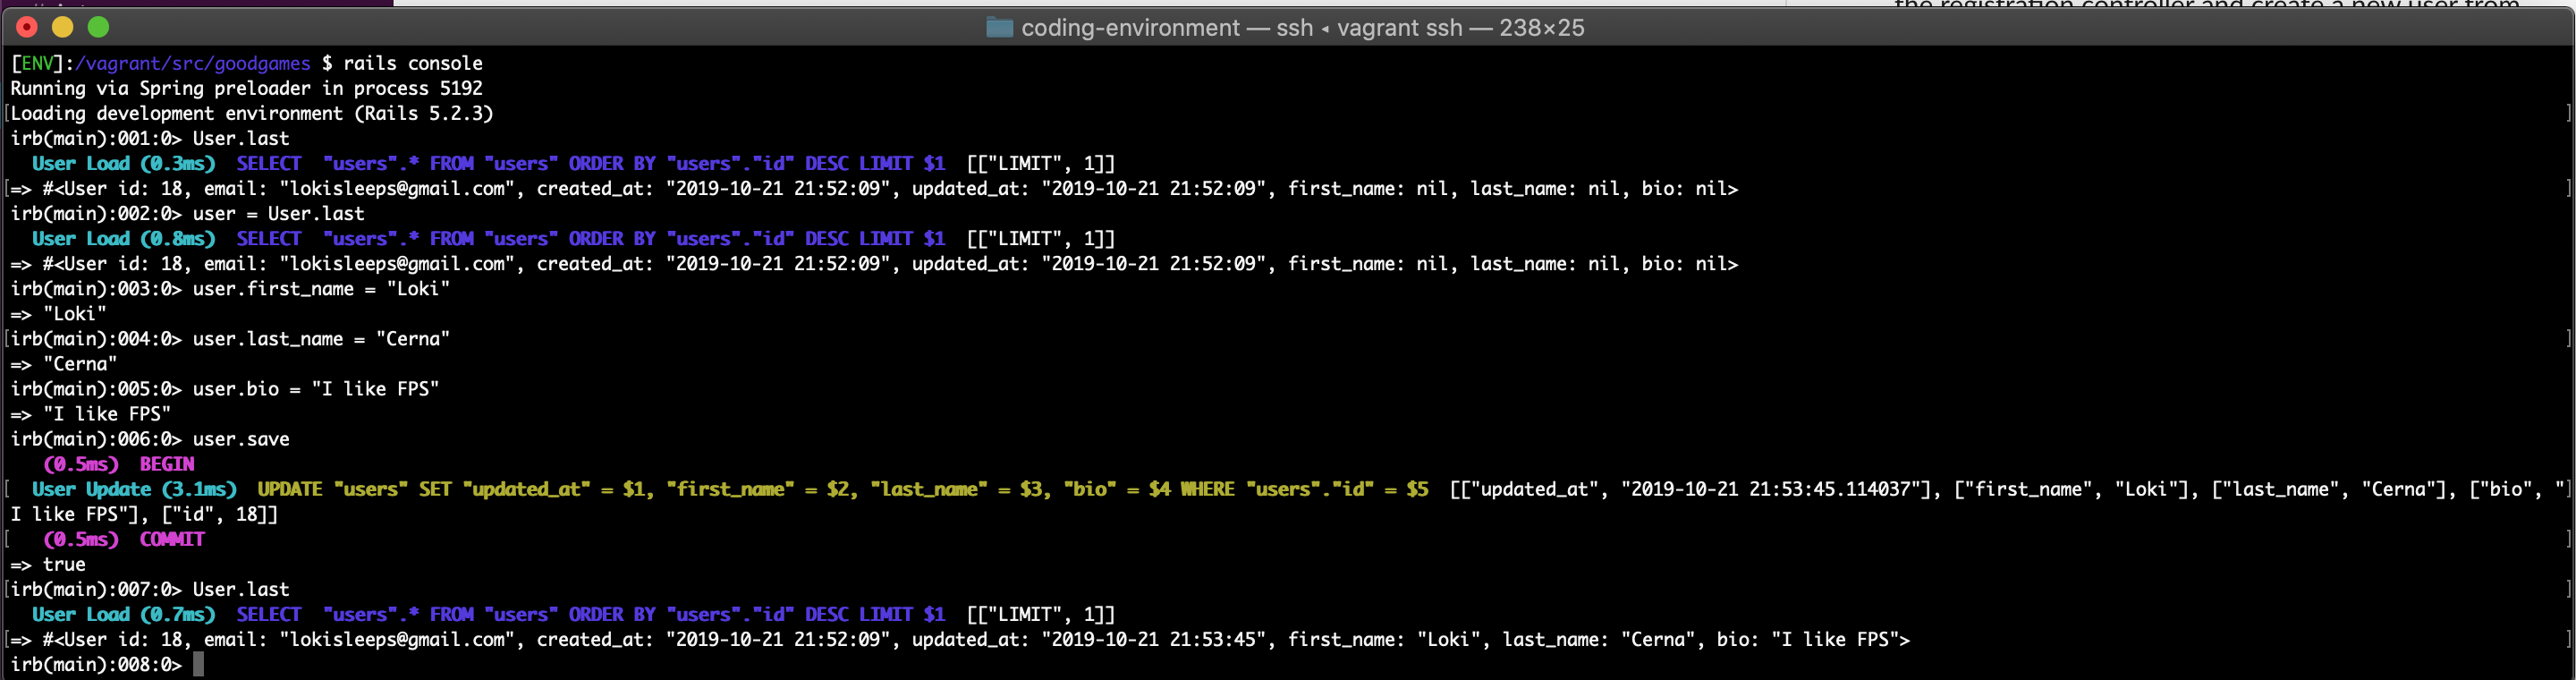 the registration controller and create a new user from
coding-environment — ssh ◂ vagrant ssh — 238×25
[ENV]:/vagrant/src/goodgames $ rails console
Running via Spring preloader in process 5192
Loading development environment (Rails 5.2.3)
irb(main):001:0> User.last
  User Load (0.3ms)  SELECT  "users".* FROM "users" ORDER BY "users"."id" DESC LIMIT $1  [["LIMIT", 1]]
=> #<User id: 18, email: "lokisleeps@gmail.com", created_at: "2019-10-21 21:52:09", updated_at: "2019-10-21 21:52:09", first_name: nil, last_name: nil, bio: nil>
irb(main):002:0> user = User.last
  User Load (0.8ms)  SELECT  "users".* FROM "users" ORDER BY "users"."id" DESC LIMIT $1  [["LIMIT", 1]]
=> #<User id: 18, email: "lokisleeps@gmail.com", created_at: "2019-10-21 21:52:09", updated_at: "2019-10-21 21:52:09", first_name: nil, last_name: nil, bio: nil>
irb(main):003:0> user.first_name = "Loki"
=> "Loki"
irb(main):004:0> user.last_name = "Cerna"
=> "Cerna"
irb(main):005:0> user.bio = "I like FPS"
=> "I like FPS"
irb(main):006:0> user.save
   (0.5ms)  BEGIN
  User Update (3.1ms)  UPDATE "users" SET "updated_at" = $1, "first_name" = $2, "last_name" = $3, "bio" = $4 WHERE "users"."id" = $5  [["updated_at", "2019-10-21 21:53:45.114037"], ["first_name", "Loki"], ["last_name", "Cerna"], ["bio", "
I like FPS"], ["id", 18]]
   (0.5ms)  COMMIT
=> true
irb(main):007:0> User.last
  User Load (0.7ms)  SELECT  "users".* FROM "users" ORDER BY "users"."id" DESC LIMIT $1  [["LIMIT", 1]]
=> #<User id: 18, email: "lokisleeps@gmail.com", created_at: "2019-10-21 21:52:09", updated_at: "2019-10-21 21:53:45", first_name: "Loki", last_name: "Cerna", bio: "I like FPS">
irb(main):008:0>